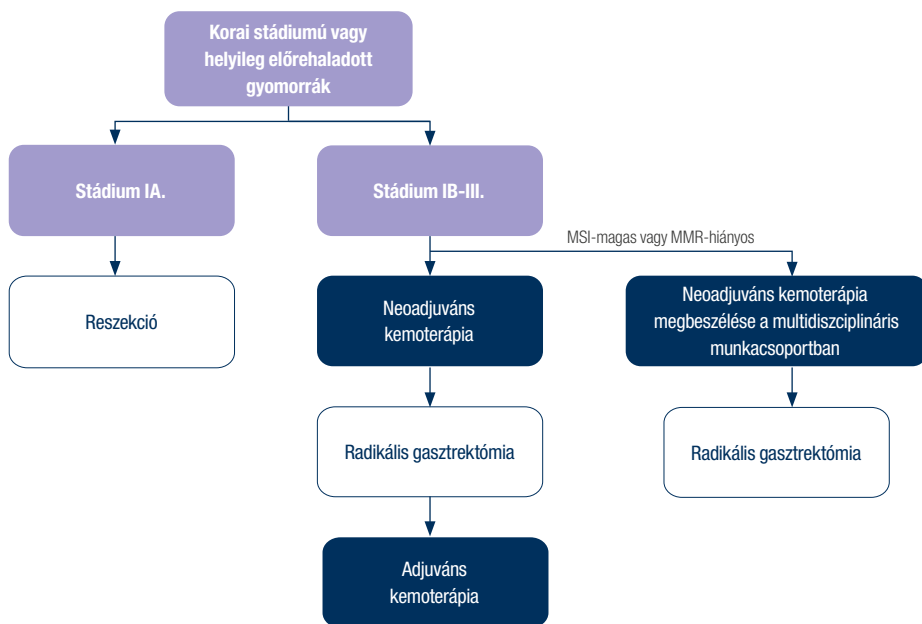 Korai stádiumú vagy
helyileg előrehaladott
gyomorrák
Stádium IA.
Stádium IB-III.
MSI-magas vagy MMR-hiányos
Reszekció
Neoadjuváns
kemoterápia
Neoadjuváns kemoterápia
megbeszélése a multidiszciplináris
munkacsoportban
Radikális gasztrektómia
Radikális gasztrektómia
Adjuváns
kemoterápia